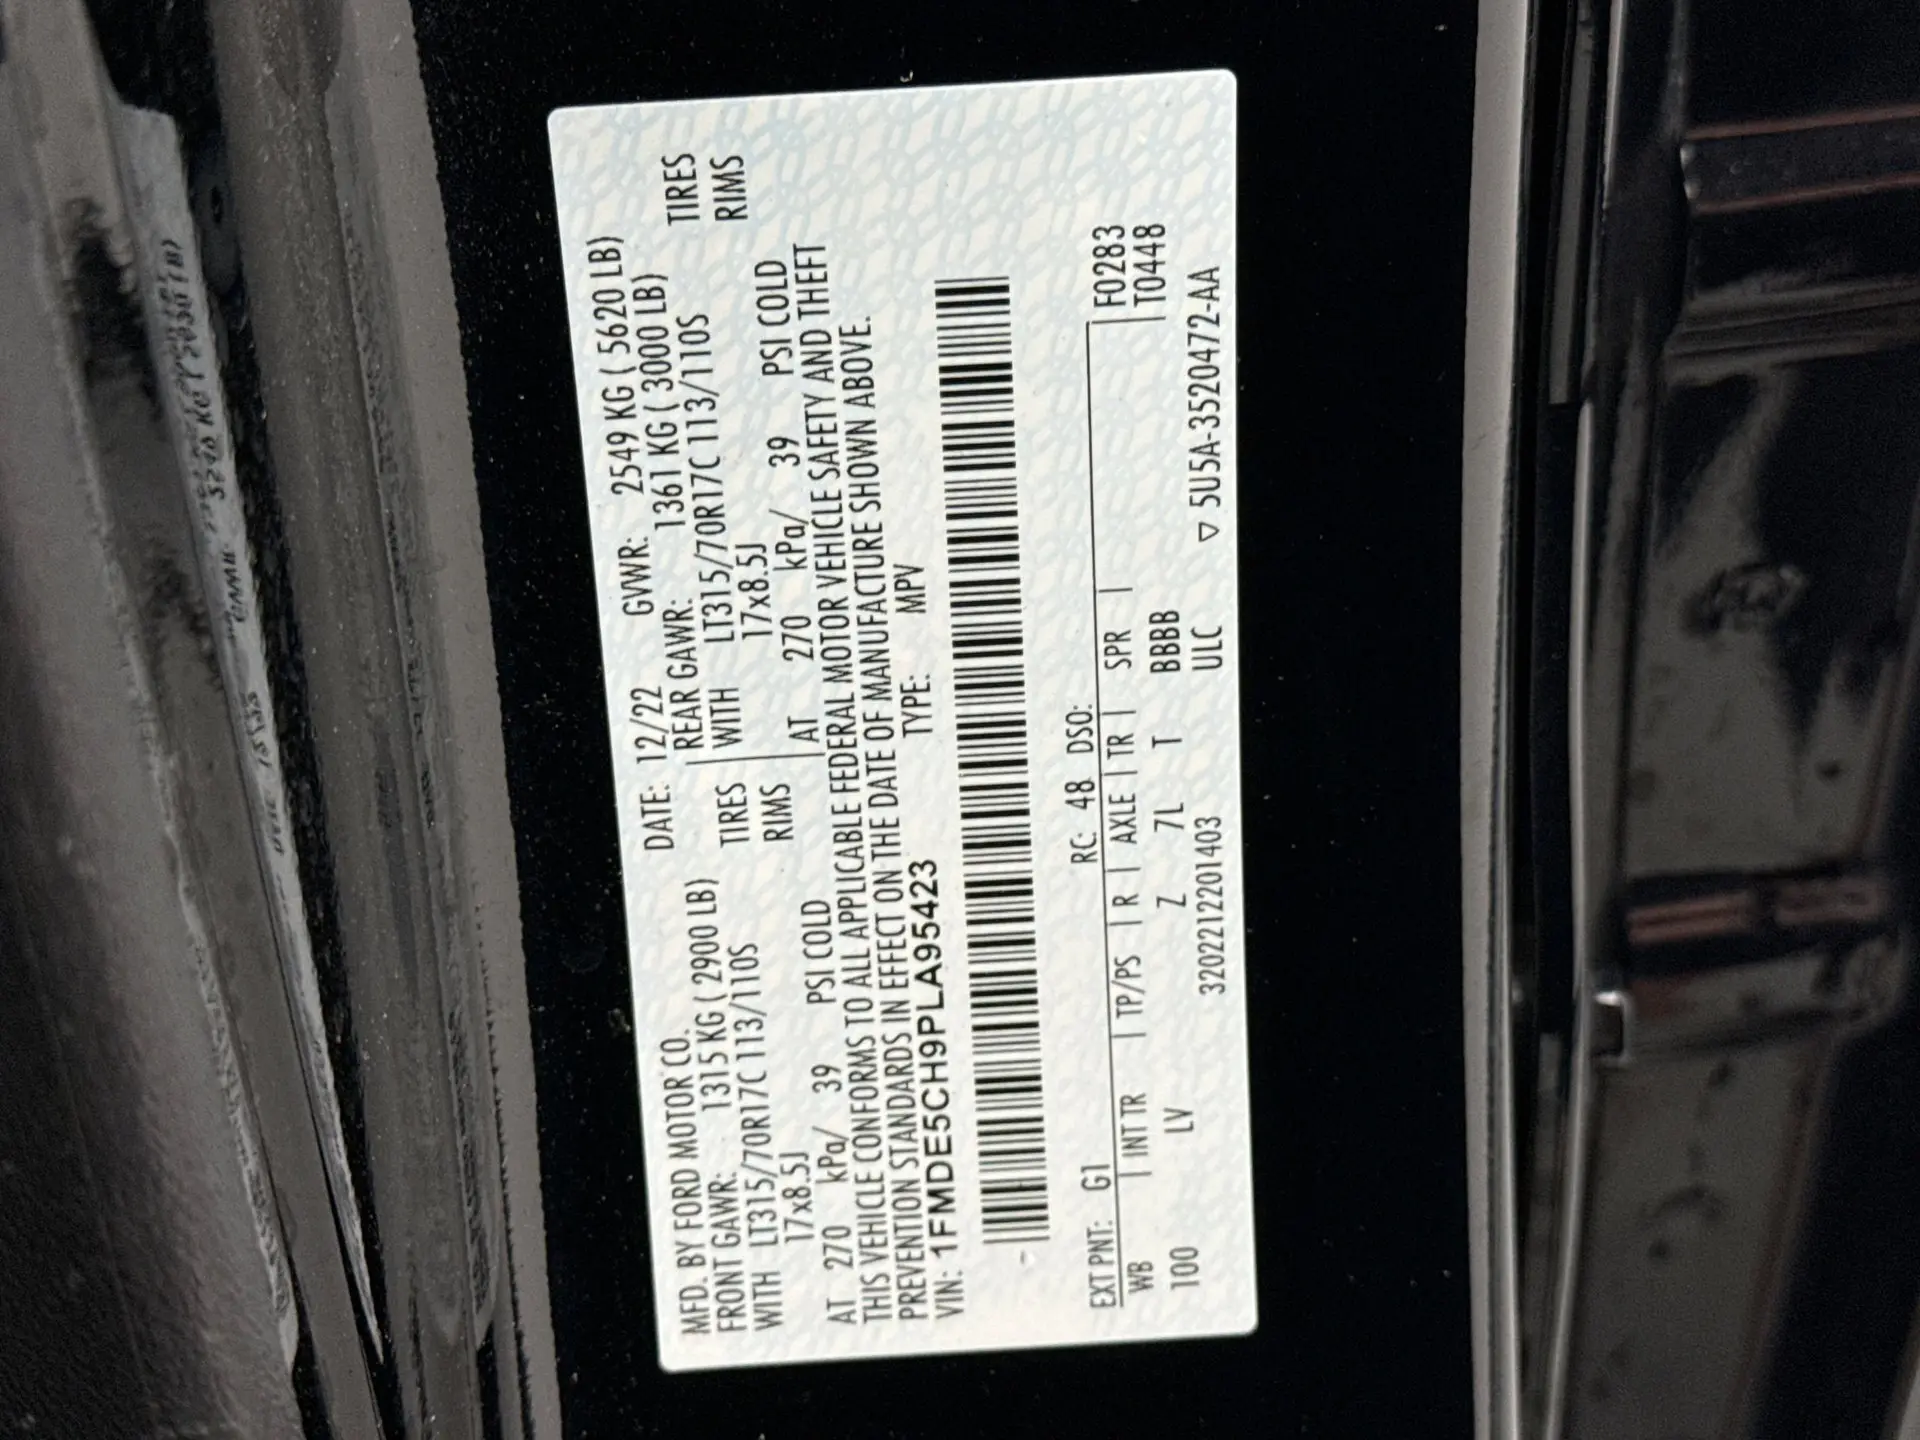 MFD. BY FORD MOTOR CO. DATE: 12/22 GVWR: 2549 KG ( 5620 LB)
FRONT GAWR: 1315 KG ( 2900 LB) REAR GAWR: 1361 KG ( 3000 LB)
WITH LT315/70R17C 113/110S TIRES WITH LT315/70R17C 113/110S TIRES
17x8.5J RIMS 17x8.5J RIMS
AT 270 kPa/ 39 PSI COLD AT 270 kPa/ 39 PSI COLD
THIS VEHICLE CONFORMS TO ALL APPLICABLE FEDERAL MOTOR VEHICLE SAFETY AND THEFT
PREVENTION STANDARDS IN EFFECT ON THE DATE OF MANUFACTURE SHOWN ABOVE.
VIN: 1FMDE5CH9PLA95423 TYPE: MPV
EXT PNT: G1 RC: 48 DSO:
WB | INT TR | TP/PS | R | AXLE | TR | SPR | F0283
100 LV Z 7L T BBBB T0448
3202212201403 ULC ▽ 5U5A-3520472-AA